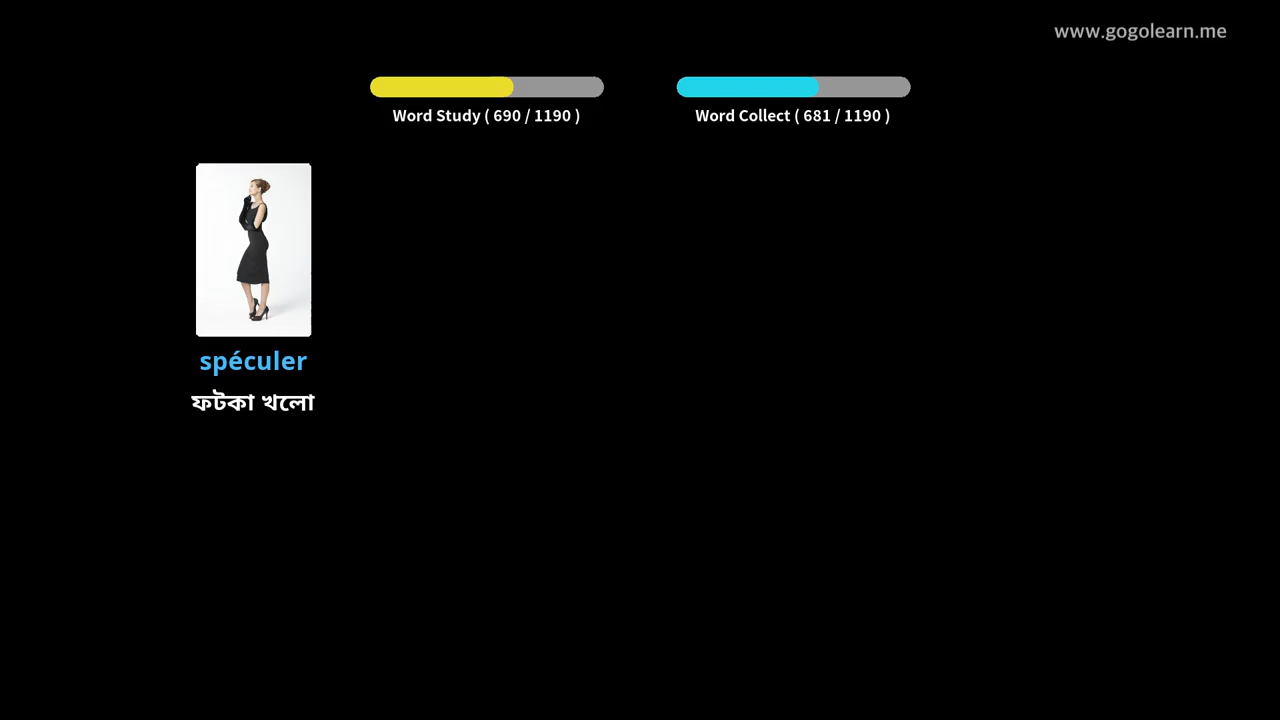 www.gogolearn.me
Word Study ( 690 / 1190 )
Word Collect ( 681 / 1190 )
spéculer
ফটকা খলো